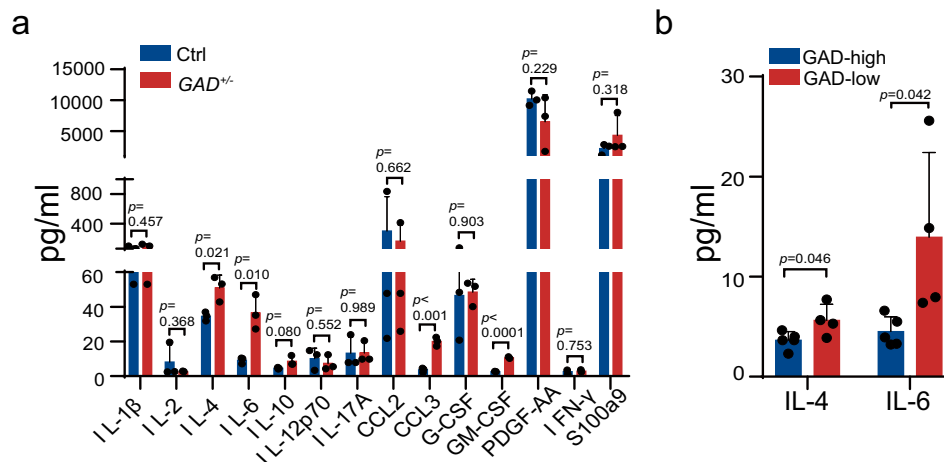 a
Ctrl
GAD+/-
pg/ml
15000
10000
5000
800
400
60
40
20
0
p=
0.457
p=
0.368
p=
0.021
p=
0.010
p=
0.080
p=
0.552
p=
0.989
p=
0.662
p<
0.001
p=
0.903
p<
0.0001
p=
0.229
p=
0.753
p=
0.318
IL-1β
IL-2
IL-4
IL-6
IL-10
IL-12p70
IL-17A
CCL2
CCL3
G-CSF
GM-CSF
PDGF-AA
IFN-γ
S100a9
b
GAD-high
GAD-low
pg/ml
30
20
10
0
p=0.046
p=0.042
IL-4
IL-6